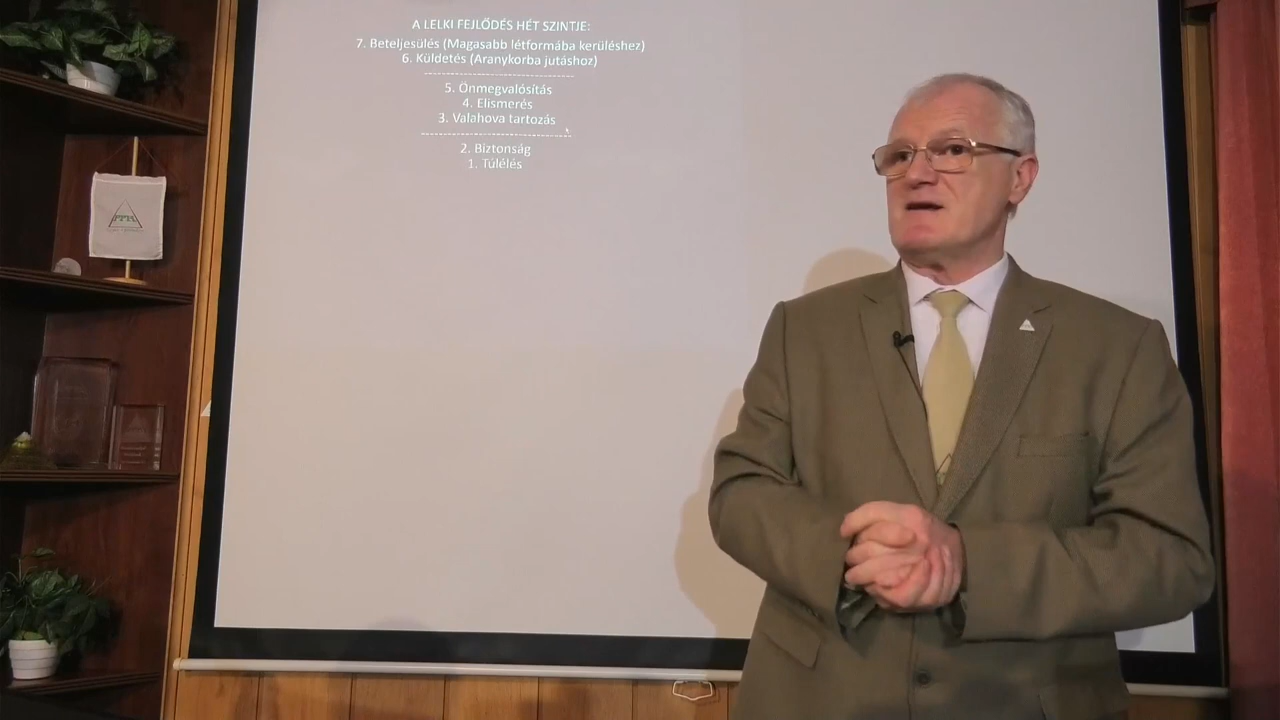 A LELKI FEJLŐDÉS HÉT SZINTJE:
7. Beteljesülés (Magasabb létformába kerüléshez)
6. Küldetés (Aranykorba jutáshoz)
5. Önmegvalósítás
4. Elismerés
3. Valahova tartozás
2. Biztonság
1. Túlélés